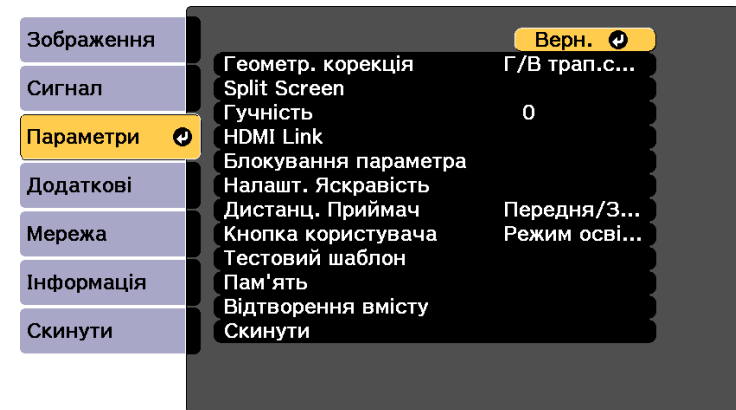 Зображення
Сигнал
Параметри
Додаткові
Мережа
Інформація
Скинути
Верн.
Геометр. корекція Г/В трап.с...
Split Screen
Гучність 0
HDMI Link
Блокування параметра
Налашт. Яскравість
Дистанц. Приймач Передня/З...
Кнопка користувача Режим осві...
Тестовий шаблон
Пам'ять
Відтворення вмісту
Скинути